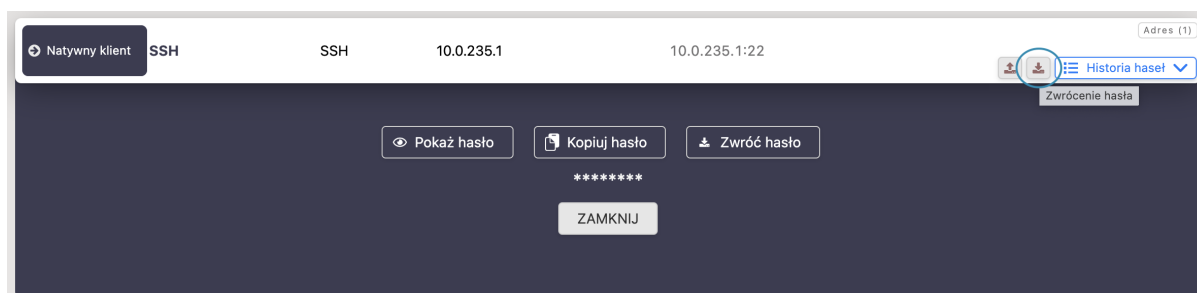 Adres (1)
Natywny klient SSH SSH 10.0.235.1 10.0.235.1:22
Historia haseł
Zwrócenie hasła
Pokaż hasło Kopiuj hasło Zwróć hasło
********
ZAMKNIJ